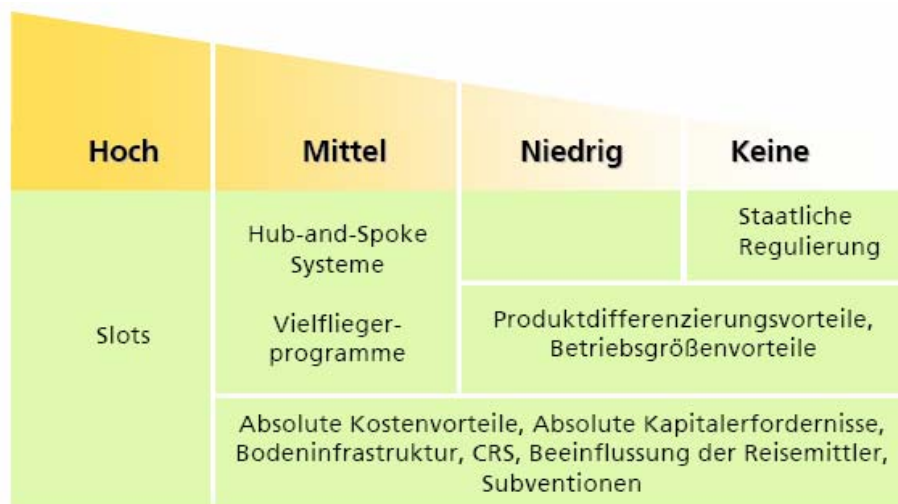 Hoch
Mittel
Niedrig
Keine
Slots
Hub-and-Spoke
Systeme
Vielflieger-
programme
Staatliche
Regulierung
Produktdifferenzierungsvorteile,
Betriebsgrößenvorteile
Absolute Kostenvorteile, Absolute Kapitalerfordernisse,
Bodeninfrastruktur, CRS, Beeinflussung der Reisemittler,
Subventionen